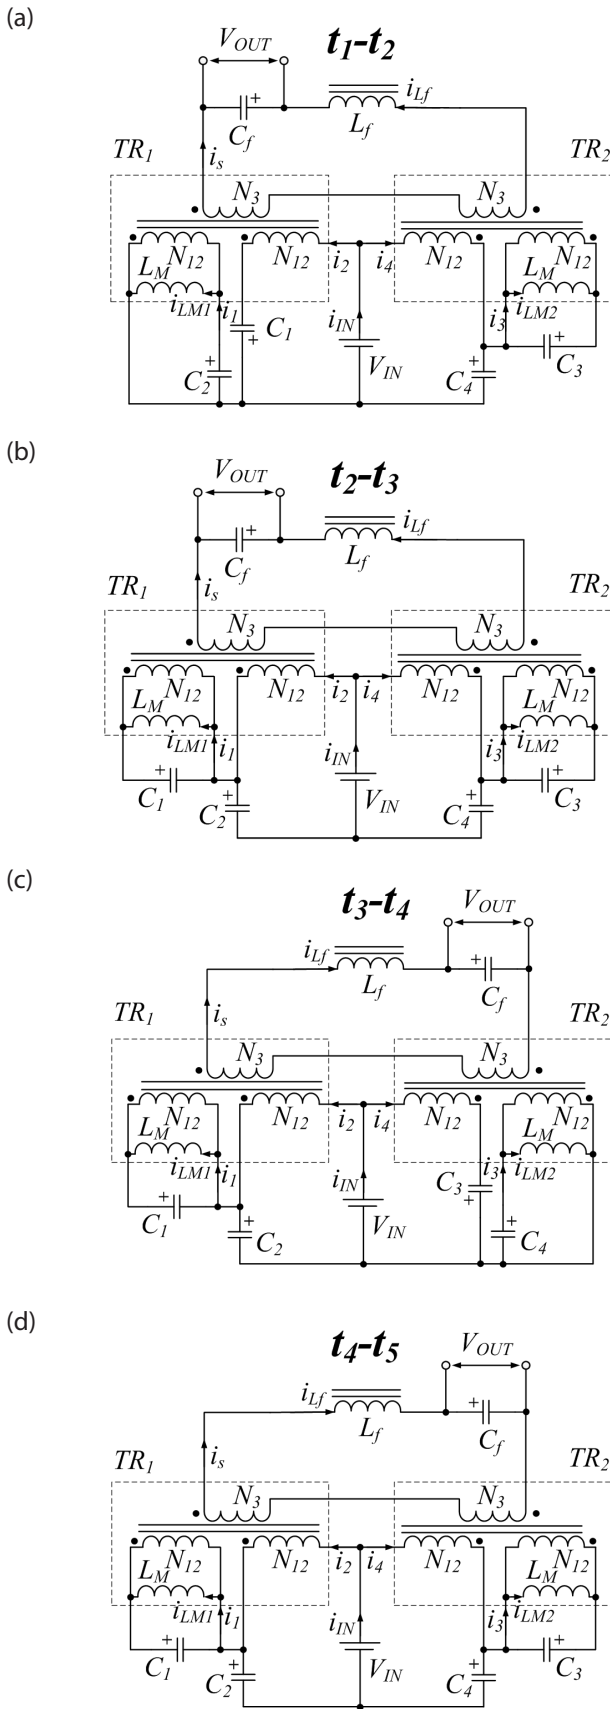 (a)
V_OUT t_1-t_2
+ i_Lf
C_f L_f
TR_1 i_s TR_2
N_3 N_3
N_12 N_12 i_2 i_4 N_12 N_12
L_M L_M
i_LM1 i_1 C_1 i_IN i_3 i_LM2
+ + + +
C_2 V_IN C_4 C_3
(b)
V_OUT t_2-t_3
+ i_Lf
C_f L_f
TR_1 i_s TR_2
N_3 N_3
N_12 N_12 i_2 i_4 N_12 N_12
L_M L_M
i_LM1 i_1 i_IN i_3 i_LM2
+ + + +
C_1 C_2 V_IN C_4 C_3
(c)
t_3-t_4 V_OUT
i_Lf +
L_f C_f
TR_1 i_s TR_2
N_3 N_3
N_12 N_12 i_2 i_4 N_12 N_12
L_M L_M
i_LM1 i_1 i_IN C_3 i_3 i_LM2
+ + + +
C_1 C_2 V_IN C_4
(d)
t_4-t_5 V_OUT
i_Lf +
L_f C_f
TR_1 i_s TR_2
N_3 N_3
N_12 N_12 i_2 i_4 N_12 N_12
L_M L_M
i_LM1 i_1 i_IN i_3 i_LM2
+ + + +
C_1 C_2 V_IN C_4 C_3